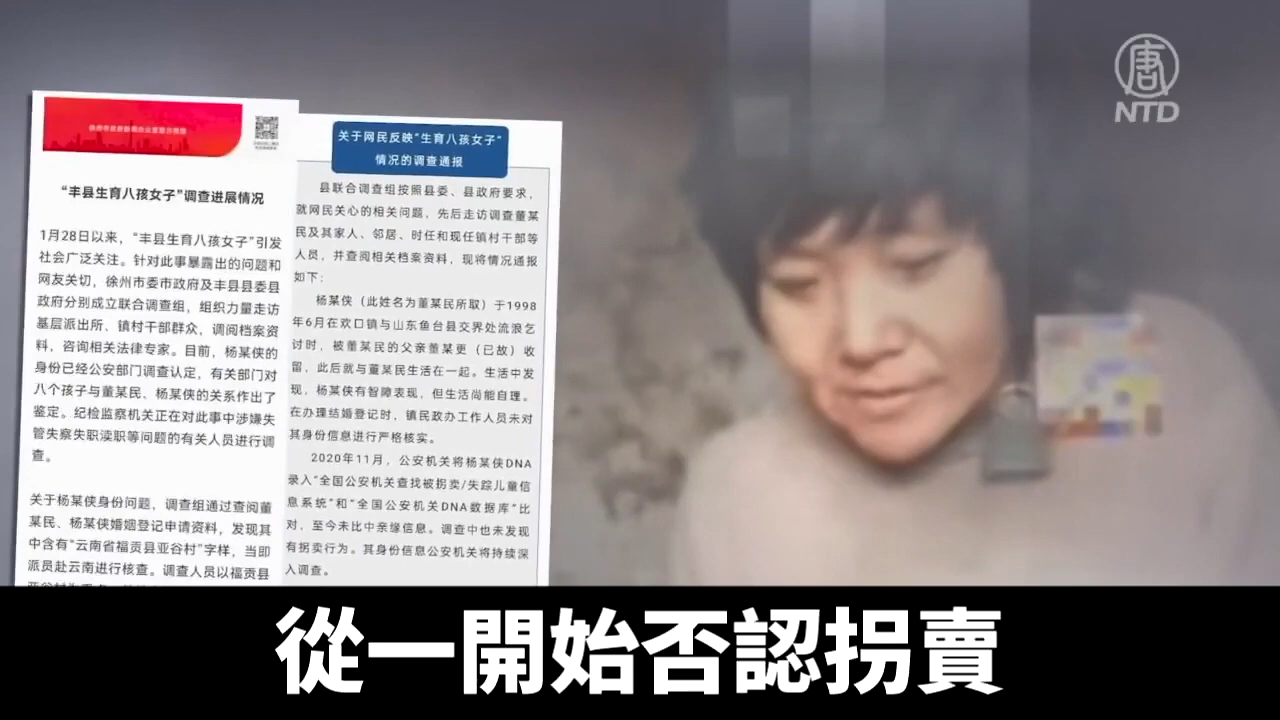 唐
NTD
“丰县生育八孩女子”调查进展情况
1月28日以来，“丰县生育八孩女子”引发
社会广泛关注。针对此事暴露出的问题和
网友关切，徐州市委市政府及丰县县委县
政府分别成立联合调查组，组织力量走访
基层派出所、镇村干部群众，调阅档案资
料，咨询相关法律专家。目前，杨某侠的
身份已经公安部门调查认定，有关部门对
八个孩子与董某民、杨某侠的关系作出了
鉴定。纪检监察机关正在对此事中涉嫌失
管失察失职渎职等问题的有关人员进行调
查。
关于杨某侠身份问题，调查组通过查阅董
某民、杨某侠婚姻登记申请资料，发现其
中含有“云南省福贡县亚谷村”字样，当即
派员赴云南进行核查。调查人员以福贡县
关于网民反映“生育八孩女子”
情况的调查通报
县联合调查组按照县委、县政府要求，
就网民关心的相关问题，先后走访调查董某
民及其家人、邻居、时任和现任镇村干部等
人员，并查阅相关档案资料，现将情况通报
如下：
杨某侠（此姓名为董某民所取）于1998
年6月在欢口镇与山东鱼台县交界处流浪乞
讨时，被董某民的父亲董某更（已故）收
留，此后就与董某民生活在一起。生活中发
现，杨某侠有智障表现，但生活尚能自理。
在办理结婚登记时，镇民政办工作人员未对
其身份信息进行严格核实。
2020年11月，公安机关将杨某侠DNA
录入“全国公安机关查找被拐卖/失踪儿童信
息系统”和“全国公安机关DNA数据库”比
对，至今未比中亲缘信息。调查中也未发现
有拐卖行为。其身份信息公安机关将持续深
入调查。
從一開始否認拐賣